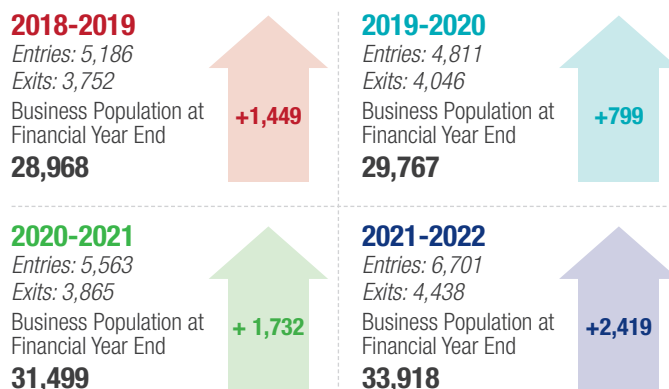 2018-2019
Entries: 5,186
Exits: 3,752
Business Population at
Financial Year End
28,968
+1,449
2019-2020
Entries: 4,811
Exits: 4,046
Business Population at
Financial Year End
29,767
+799
2020-2021
Entries: 5,563
Exits: 3,865
Business Population at
Financial Year End
31,499
+ 1,732
2021-2022
Entries: 6,701
Exits: 4,438
Business Population at
Financial Year End
33,918
+2,419